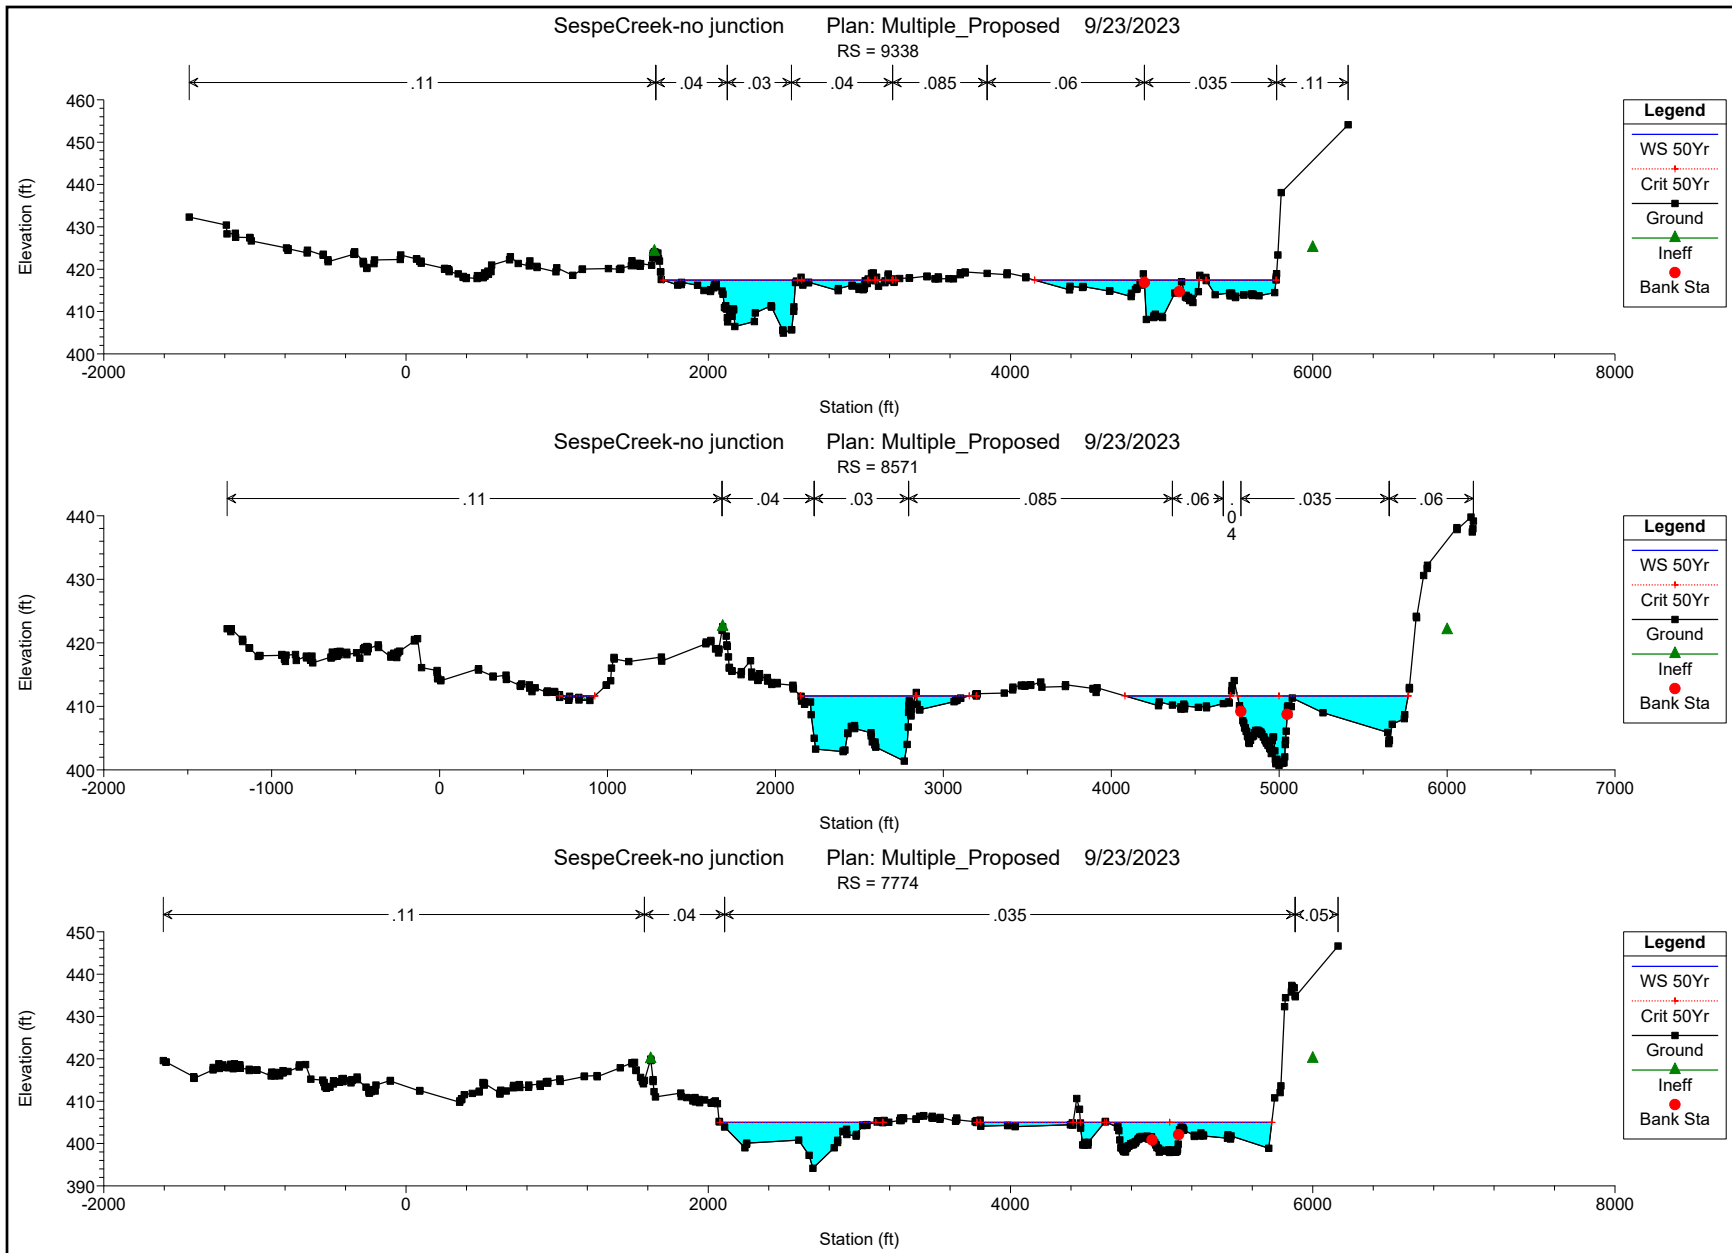 SespeCreek-no junction Plan: Multiple_Proposed 9/23/2023
RS = 9338
.11 .04 .03 .04 .085 .06 .035 .11
460
450
440
430
420
410
400
Elevation (ft)
-2000 0 2000 4000 6000 8000
Station (ft)
Legend
WS 50Yr
Crit 50Yr
Ground
Ineff
Bank Sta
SespeCreek-no junction Plan: Multiple_Proposed 9/23/2023
RS = 8571
.11 .04 .03 .085 .06 .04 .035 .06
440
430
420
410
400
Elevation (ft)
-2000 -1000 0 1000 2000 3000 4000 5000 6000 7000
Station (ft)
Legend
WS 50Yr
Crit 50Yr
Ground
Ineff
Bank Sta
SespeCreek-no junction Plan: Multiple_Proposed 9/23/2023
RS = 7774
.11 .04 .035 .05
450
440
430
420
410
400
390
Elevation (ft)
-2000 0 2000 4000 6000 8000
Station (ft)
Legend
WS 50Yr
Crit 50Yr
Ground
Ineff
Bank Sta